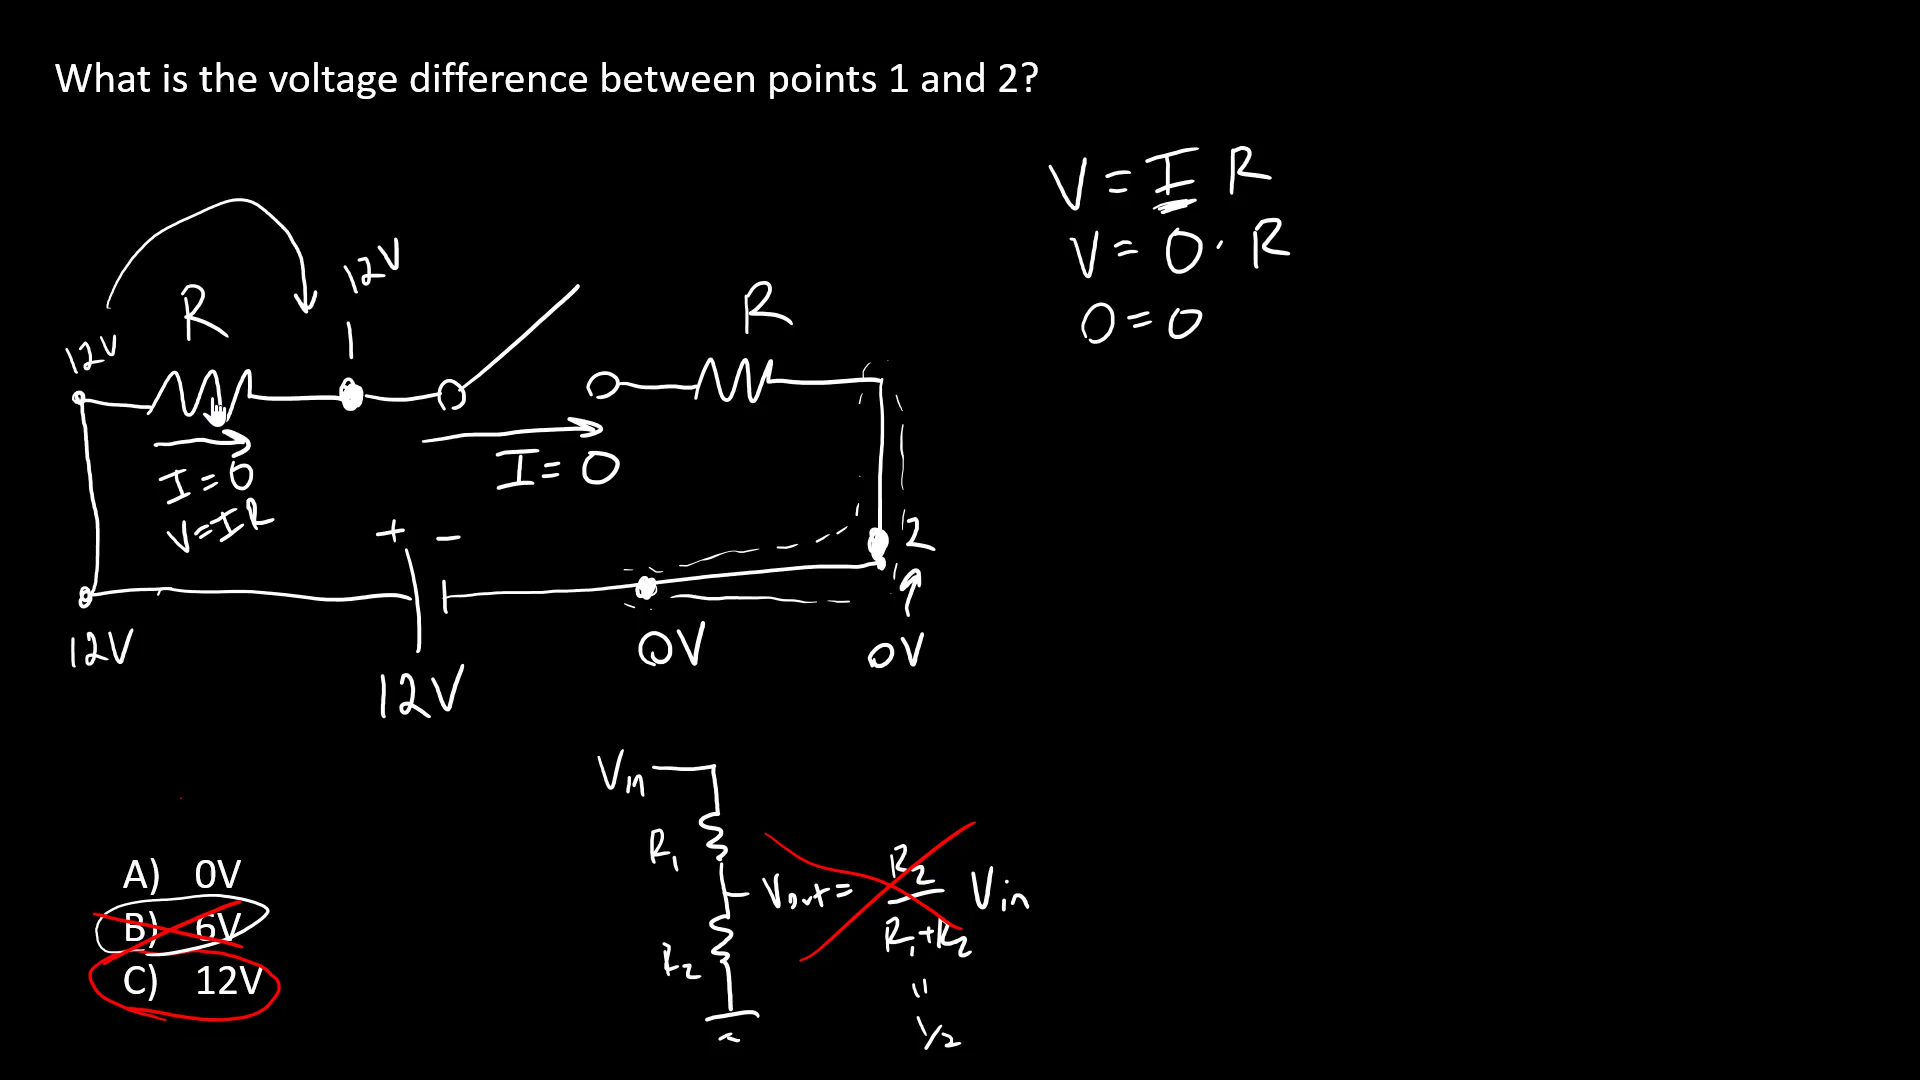 What is the voltage difference between points 1 and 2?
V = I R
V = 0 · R
0 = 0
12V
R
12V
1
R
I = 0
V = IR
I = 0
+ -
2
12V
12V
0V
0V
Vin
R1
Vout = R2 / R1+R2 Vin
R2
"
1/2
A) 0V
B) 6V
C) 12V